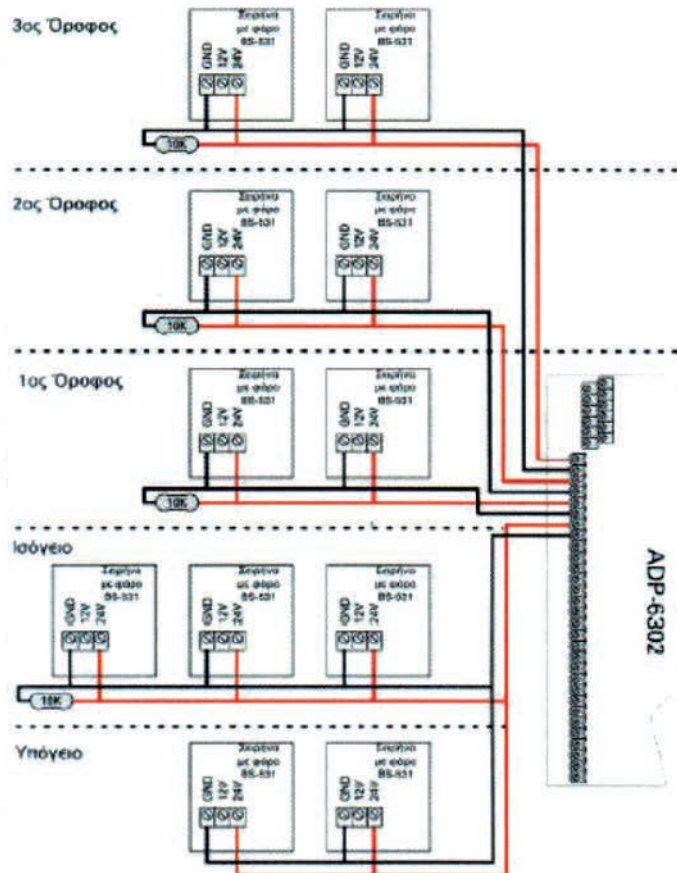 3ος Όροφος
Σειρήνα
με φάρο
BS-531
GND
12V
24V
Σειρήνα
με φάρο
BS-531
GND
12V
24V
10K
2ος Όροφος
Σειρήνα
με φάρο
BS-531
GND
12V
24V
Σειρήνα
με φάρο
BS-531
GND
12V
24V
10K
1ος Όροφος
Σειρήνα
με φάρο
BS-531
GND
12V
24V
Σειρήνα
με φάρο
BS-531
GND
12V
24V
10K
ADP-6302
Ισόγειο
Σειρήνα
με φάρο
BS-531
GND
12V
24V
Σειρήνα
με φάρο
BS-531
GND
12V
24V
Σειρήνα
με φάρο
BS-531
GND
12V
24V
10K
Υπόγειο
Σειρήνα
με φάρο
BS-531
GND
12V
24V
Σειρήνα
με φάρο
BS-531
GND
12V
24V